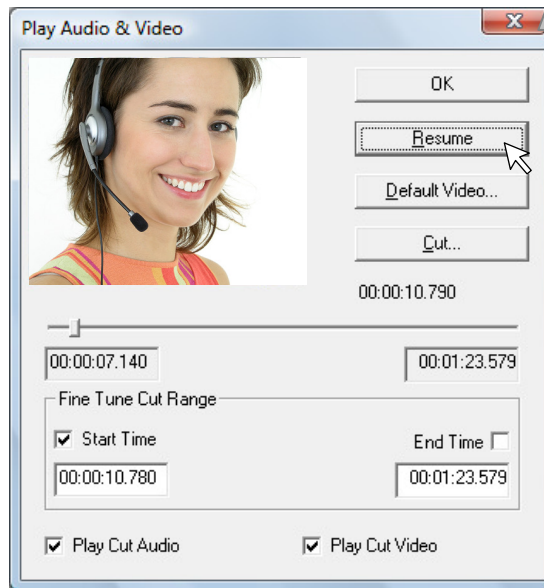 Play Audio & Video
OK
Resume
Default Video...
Cut...
00:00:10.790
00:00:07.140 00:01:23.579
Fine Tune Cut Range
Start Time End Time
00:00:10.780 00:01:23.579
Play Cut Audio Play Cut Video